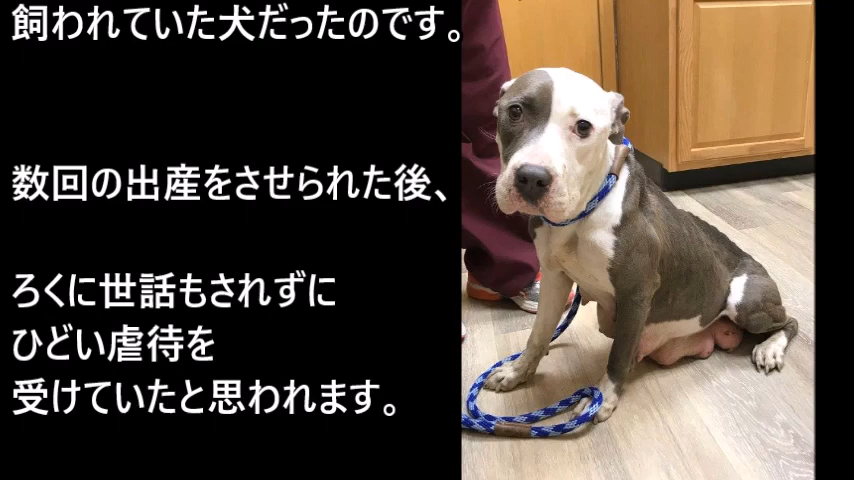 飼われていた犬だったのです。
数回の出産をさせられた後、
ろくに世話もされずに
ひどい虐待を
受けていたと思われます。